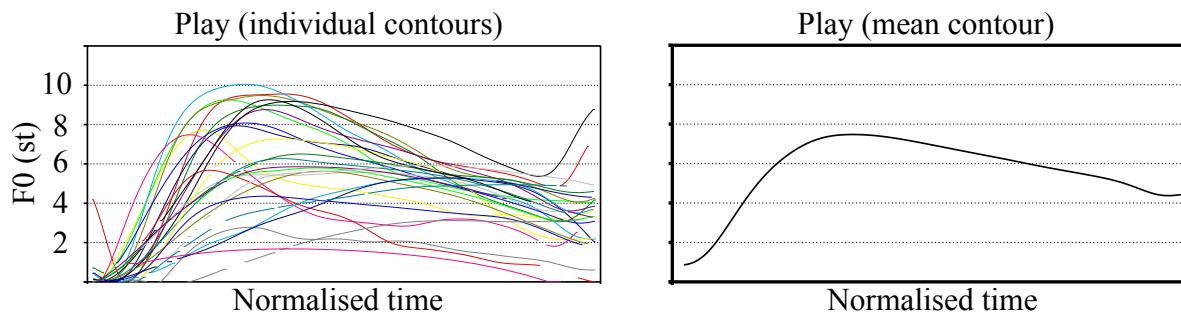 Play (individual contours)
Play (mean contour)
F0 (st)
10
8
6
4
2
Normalised time
Normalised time